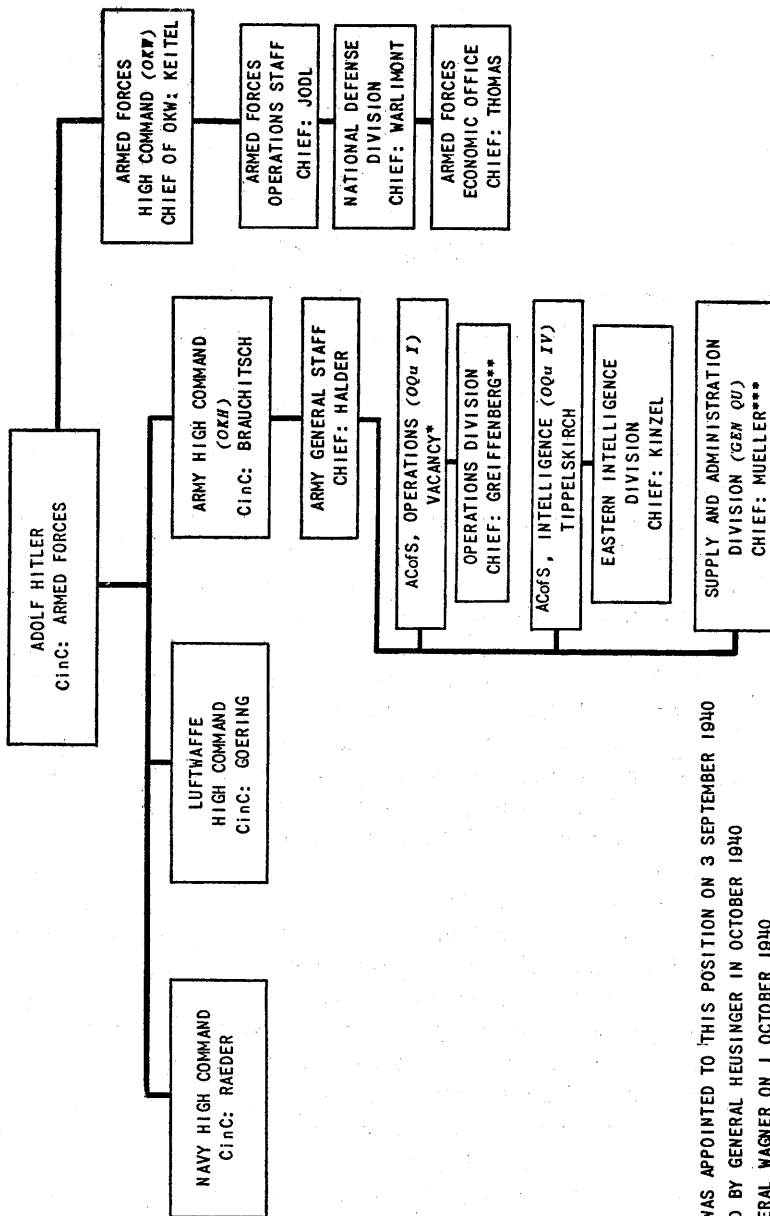 ADOLF HITLER
CinC: ARMED FORCES
NAVY HIGH COMMAND
CinC: RAEDER
LUFTWAFFE
HIGH COMMAND
CinC: GOERING
ARMY HIGH COMMAND
(OKH)
CinC: BRAUCHITSCH
ARMED FORCES
HIGH COMMAND (OKW)
CHIEF OF OKW: KEITEL
ARMY GENERAL STAFF
CHIEF: HALDER
ARMED FORCES
OPERATIONS STAFF
CHIEF: JODL
NATIONAL DEFENSE
DIVISION
CHIEF: WARLIMONT
ARMED FORCES
ECONOMIC OFFICE
CHIEF: THOMAS
ACofS, OPERATIONS (OQu I)
VACANCY*
OPERATIONS DIVISION
CHIEF: GREIFFENBERG**
ACofS, INTELLIGENCE (OQu IV)
TIPPELSKIRCH
EASTERN INTELLIGENCE
DIVISION
CHIEF: KINZEL
SUPPLY AND ADMINISTRATION
DIVISION (GEN QU)
CHIEF: MUELLER***
WAS APPOINTED TO THIS POSITION ON 3 SEPTEMBER 1940
D BY GENERAL HEUSINGER IN OCTOBER 1940
ERAL WAGNER ON 1 OCTOBER 1940